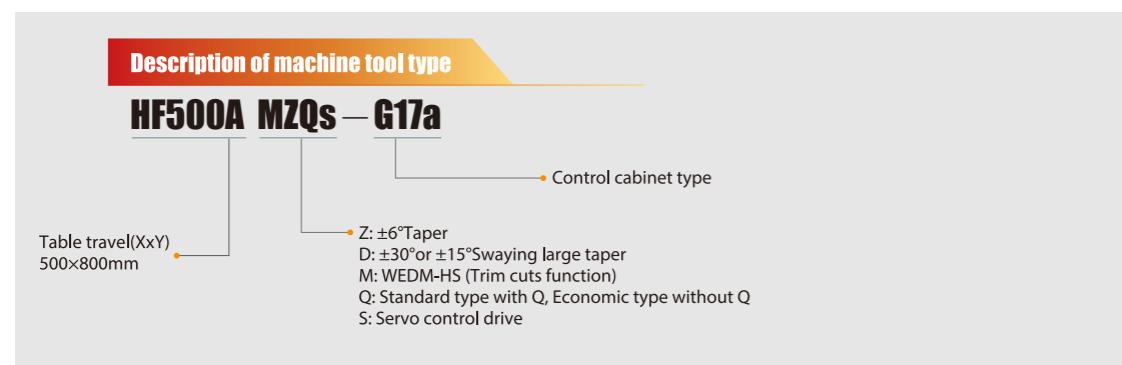 Description of machine tool type
HF500A MZQs — G17a
Control cabinet type
Table travel(XxY)
500×800mm
Z: ±6°Taper
D: ±30°or ±15°Swaying large taper
M: WEDM-HS (Trim cuts function)
Q: Standard type with Q, Economic type without Q
S: Servo control drive